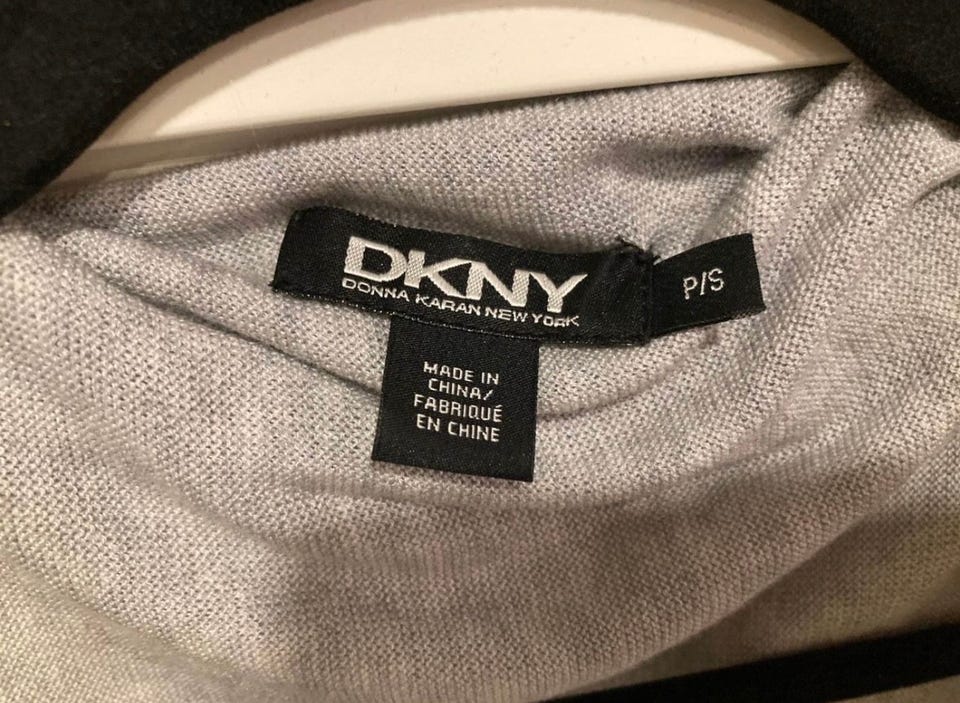 DKNY
DONNA KARAN NEW YORK
P/S
MADE IN
CHINA/
FABRIQUÉ
EN CHINE